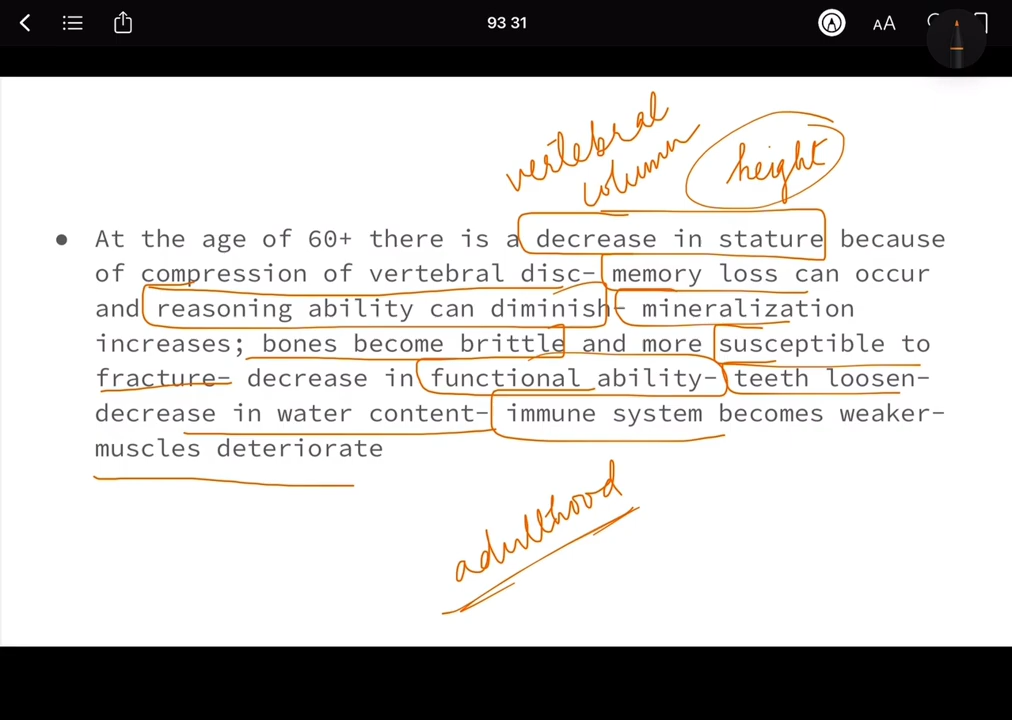 93 31
AA
vertebral
column
height
● At the age of 60+ there is a decrease in stature because
of compression of vertebral disc- memory loss can occur
and reasoning ability can diminish- mineralization
increases; bones become brittle and more susceptible to
fracture- decrease in functional ability- teeth loosen-
decrease in water content- immune system becomes weaker-
muscles deteriorate
adulthood